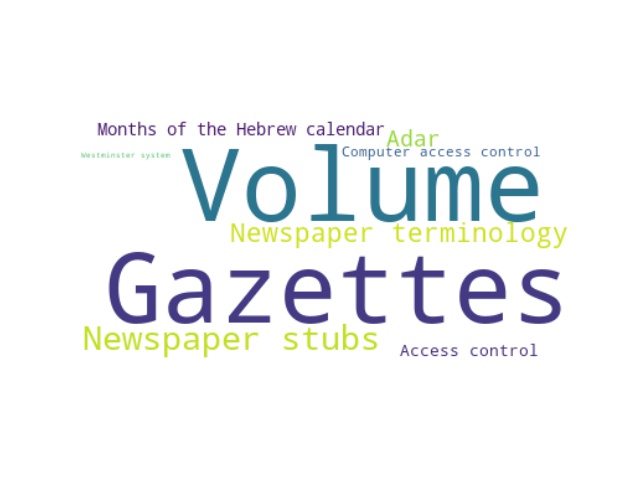 Months of the Hebrew calendar
Adar
Westminster system
Computer access control
Volume
Newspaper terminology
Gazettes
Newspaper stubs
Access control